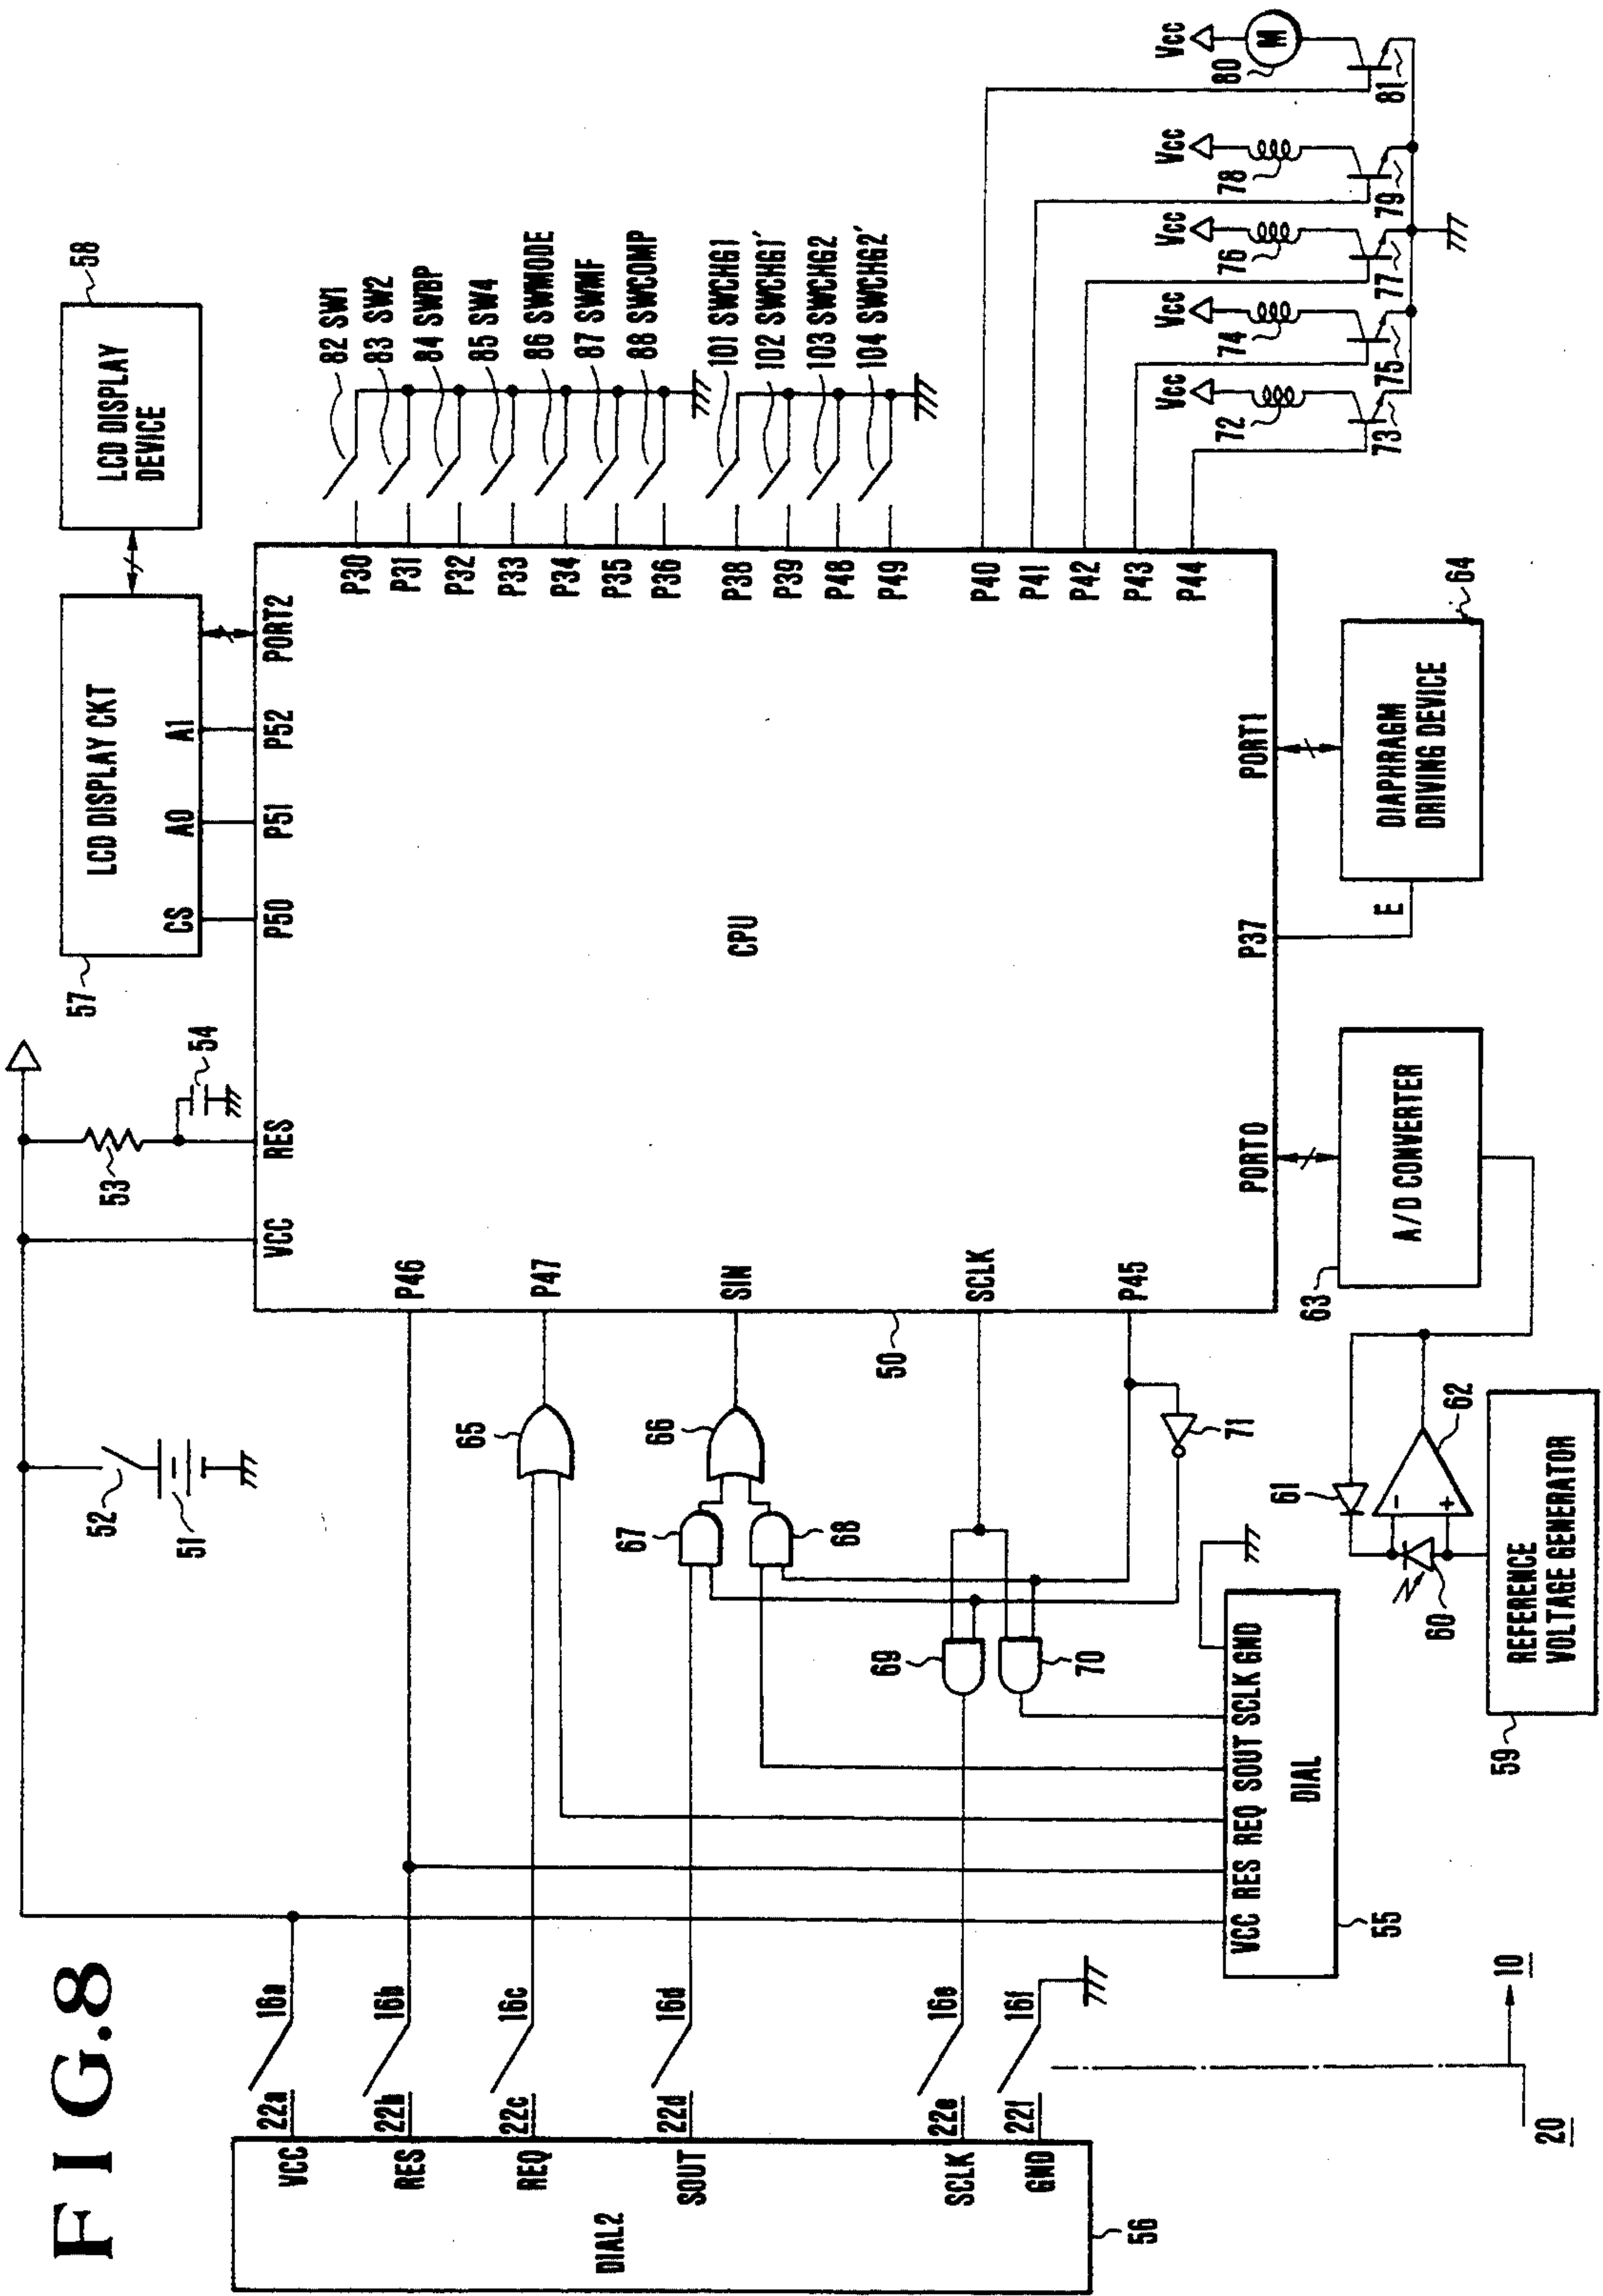 FIG.8
58
LCD DISPLAY
DEVICE
57
LCD DISPLAY CKT
CS
A0
A1
P50
P51
P52
PORT2
52
51
53
54
VCC
RES
82 SW1
83 SW2
84 SWBP
85 SW4
86 SWMODE
87 SWMF
88 SWCOMP
101 SWCHG1
102 SWCHG1'
103 SWCHG2
104 SWCHG2'
P30
P31
P32
P33
P34
P35
P36
P38
P39
P48
P49
P40
P41
P42
P43
P44
CPU
50
P46
P47
SIN
SCLK
P45
65
66
67
68
69
70
71
Vcc
72
73
Vcc
74
75
Vcc
76
77
Vcc
78
79
Vcc
80
M
81
PORT0
P37
PORT1
E
63
A/D CONVERTER
DIAPHRAGM
DRIVING DEVICE
64
61
62
-
+
60
59
REFERENCE
VOLTAGE GENERATOR
VCC RES REQ SOUT SCLK GND
DIAL
55
22a
16a
22b
16b
22c
16c
22d
16d
22e
16e
22f
16f
VCC
RES
REQ
SOUT
SCLK
GND
DIAL2
56
10
20